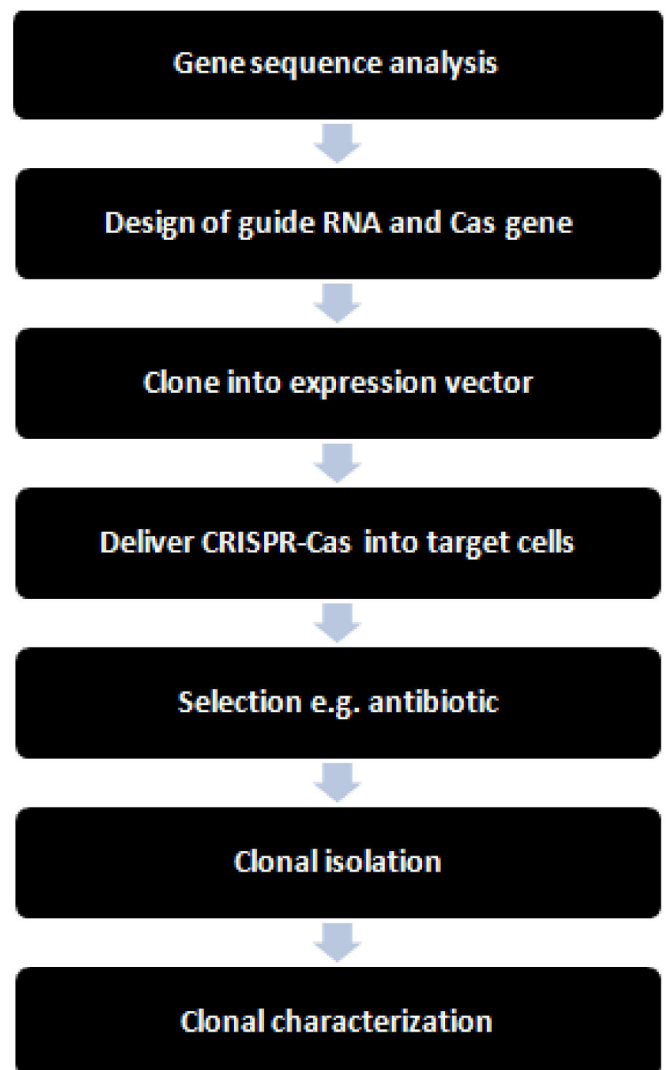 Gene sequence analysis
Design of guide RNA and Cas gene
Clone into expression vector
Deliver CRISPR-Cas into target cells
Selection e.g. antibiotic
Clonal isolation
Clonal characterization